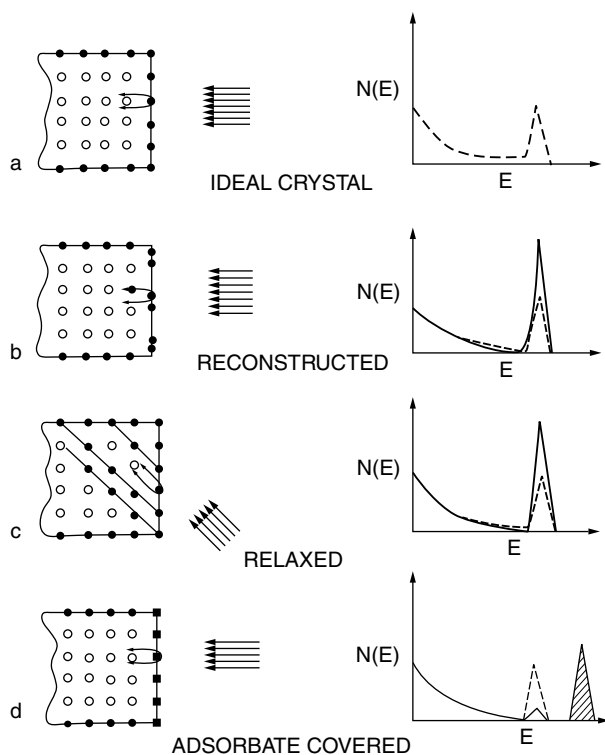 N(E)
E
a
IDEAL CRYSTAL
N(E)
E
b
RECONSTRUCTED
N(E)
E
c
RELAXED
N(E)
E
d
ADSORBATE COVERED